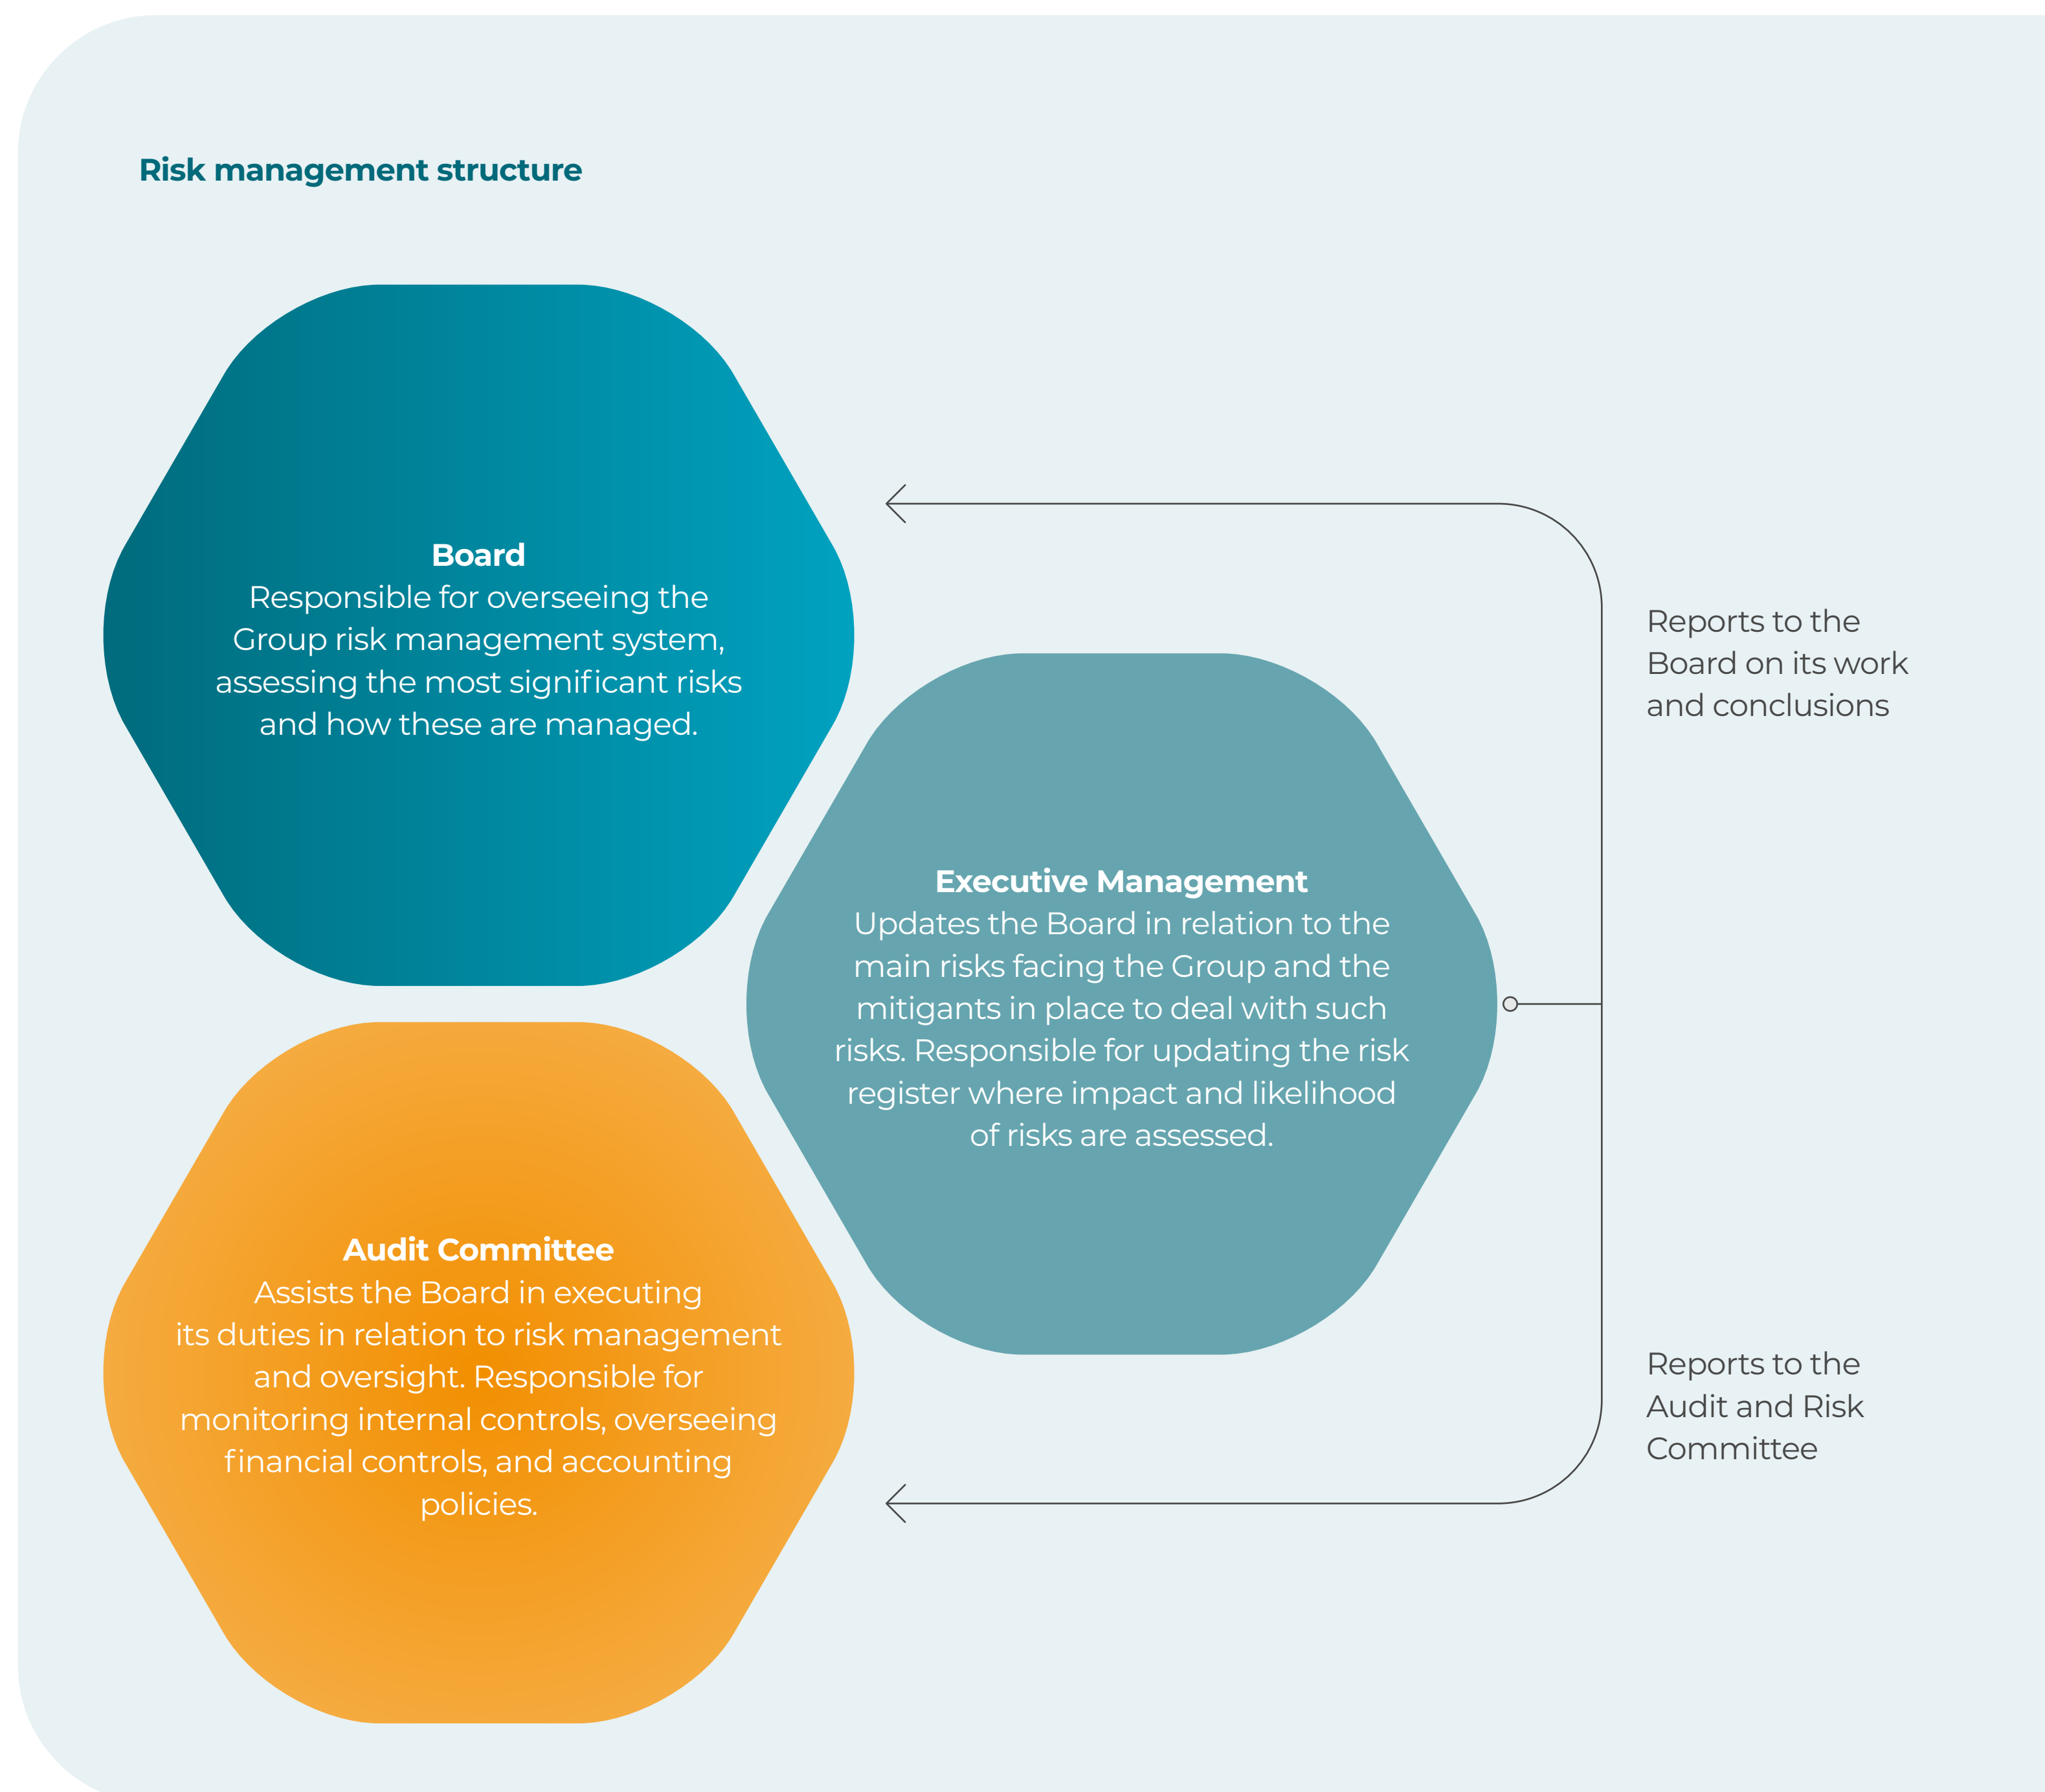 Risk management structure
Board
Responsible for overseeing the
Group risk management system,
assessing the most significant risks
and how these are managed.
Reports to the
Board on its work
and conclusions
Executive Management
Updates the Board in relation to the
main risks facing the Group and the
mitigants in place to deal with such
risks. Responsible for updating the risk
register where impact and likelihood
of risks are assessed.
Audit Committee
Assists the Board in executing
its duties in relation to risk management
and oversight. Responsible for
monitoring internal controls, overseeing
financial controls, and accounting
policies.
Reports to the
Audit and Risk
Committee